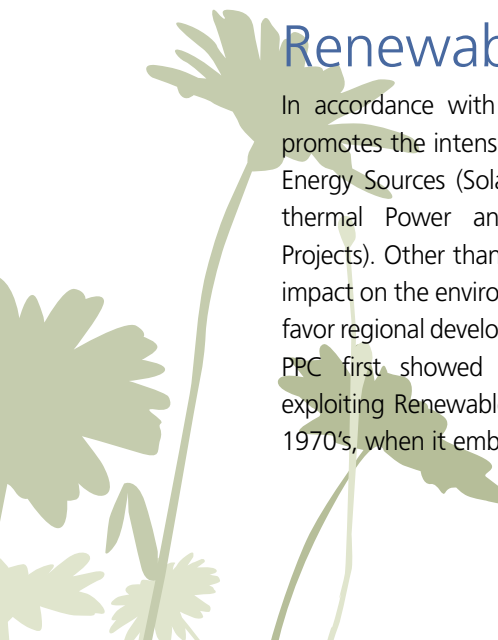 Renewab
In accordance with
promotes the intens
Energy Sources (Sola
thermal Power an
Projects). Other than
impact on the enviro
favor regional develo
PPC first showed
exploiting Renewabl
1970's, when it emb